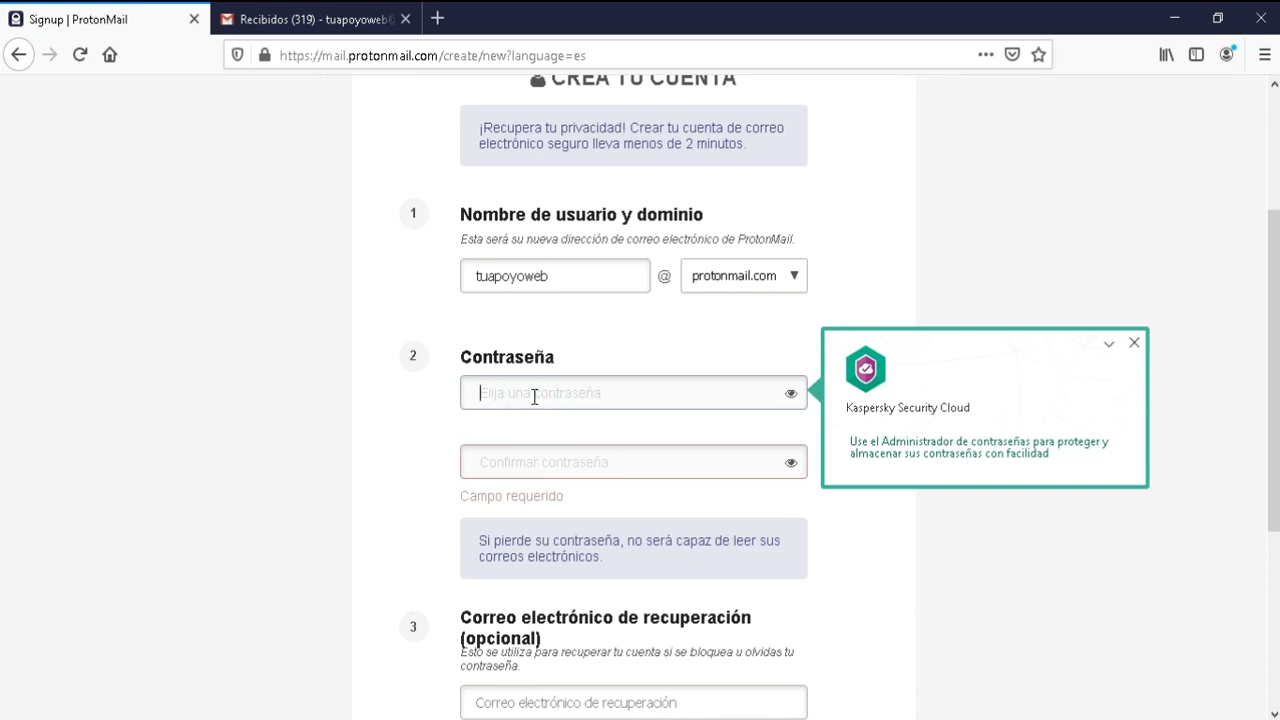 Signup | ProtonMail
Recibidos (319) - tuapoyoweb@
https://mail.protonmail.com/create/new?language=es
CREA TU CUENTA
¡Recupera tu privacidad! Crear tu cuenta de correo
electrónico seguro lleva menos de 2 minutos.
1
Nombre de usuario y dominio
Esta será su nueva dirección de correo electrónico de ProtonMail.
tuapoyoweb @ protonmail.com
2
Contraseña
Elija una contraseña
Kaspersky Security Cloud
Use el Administrador de contraseñas para proteger y
almacenar sus contraseñas con facilidad
Confirmar contraseña
Campo requerido
Si pierde su contraseña, no será capaz de leer sus
correos electrónicos.
3
Correo electrónico de recuperación
(opcional)
Esto se utiliza para recuperar tu cuenta si se bloquea u olvidas tu
contraseña.
Correo electrónico de recuperación